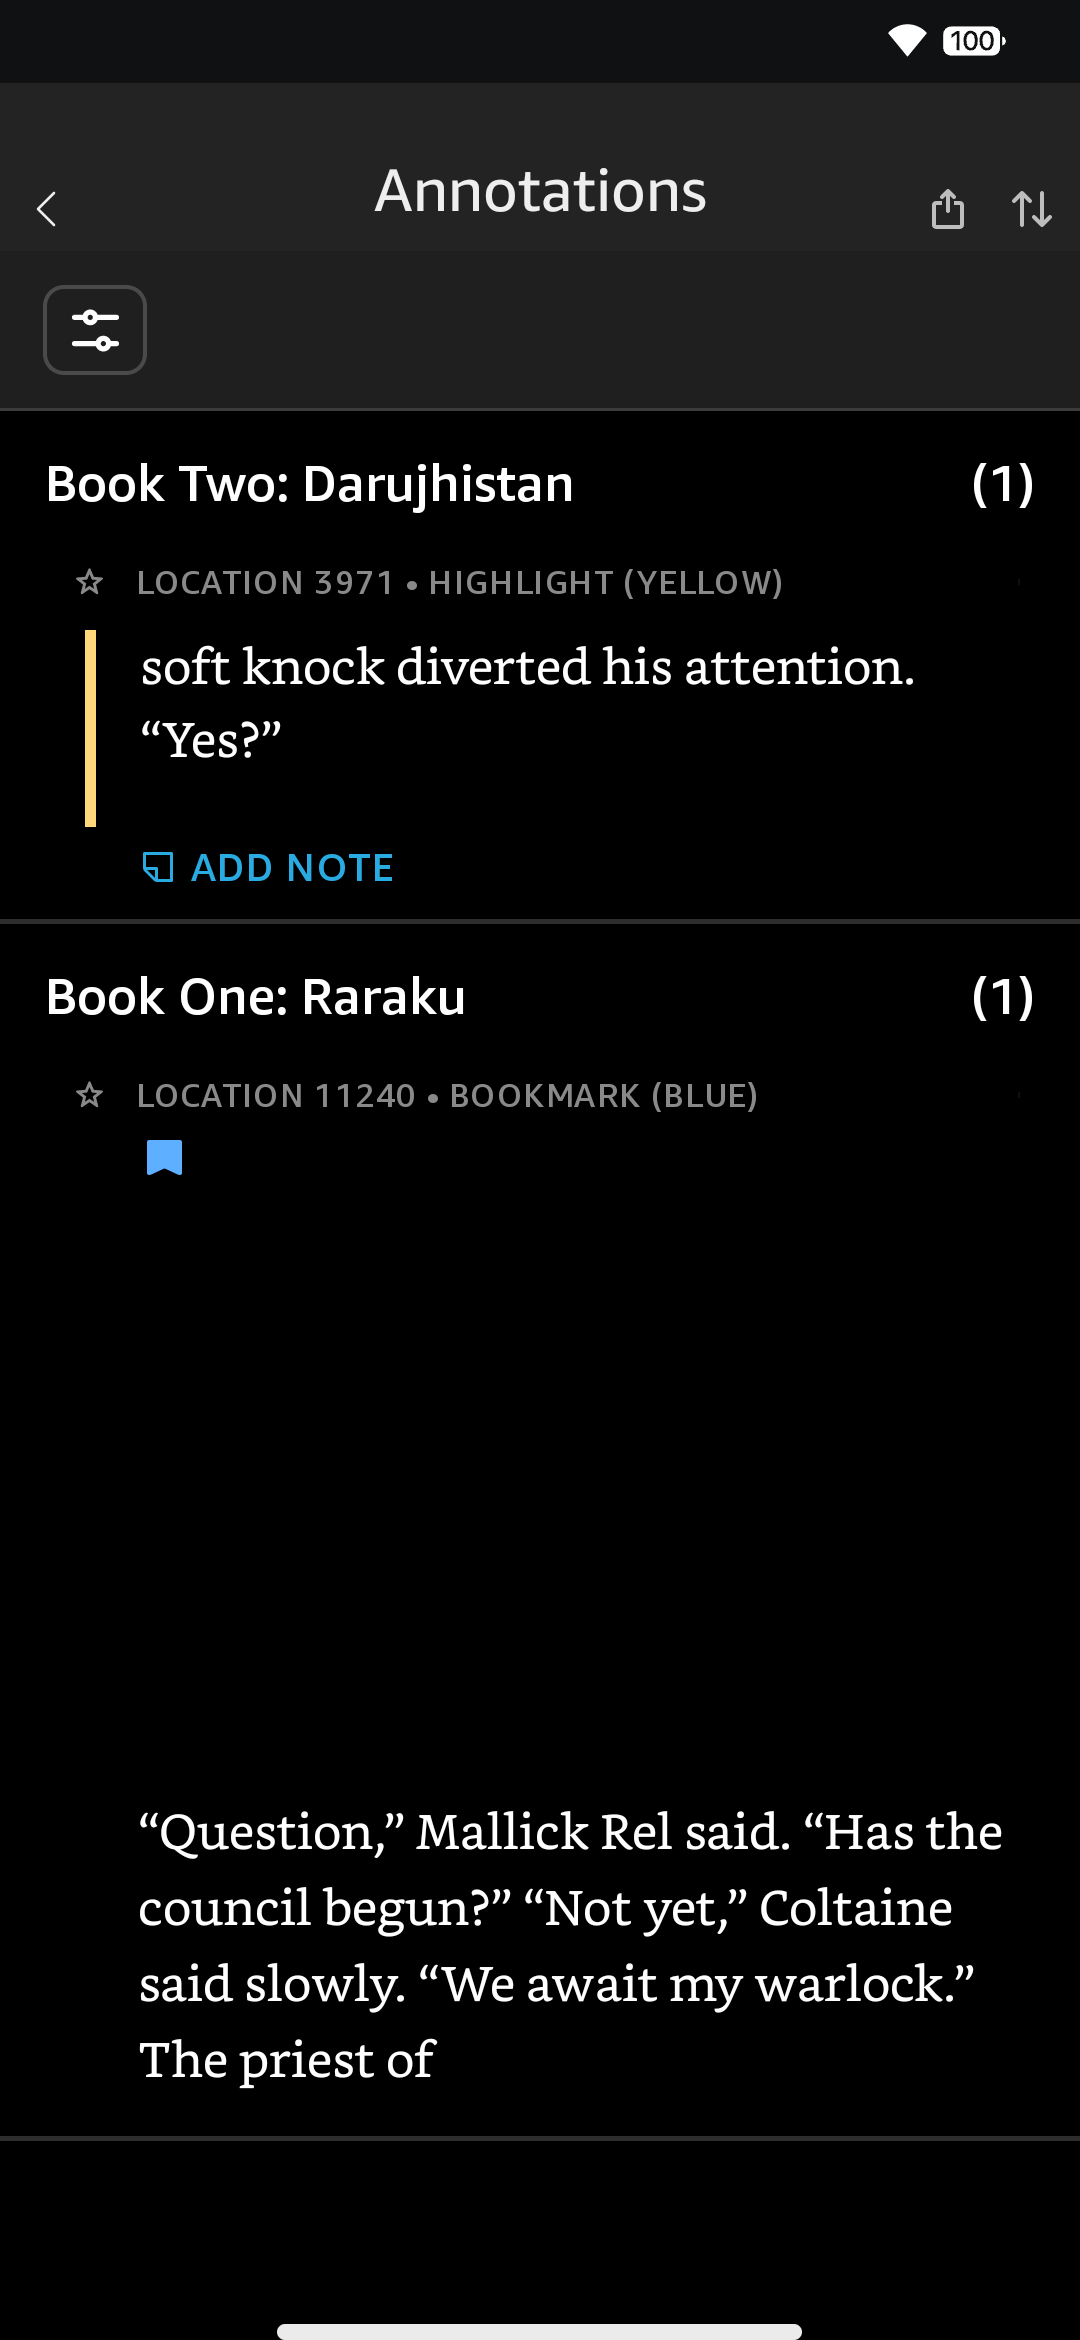 100
Annotations
Book Two: Darujhistan (1)
LOCATION 3971 • HIGHLIGHT (YELLOW)
soft knock diverted his attention.
“Yes?”
ADD NOTE
Book One: Raraku (1)
LOCATION 11240 • BOOKMARK (BLUE)
“Question,” Mallick Rel said. “Has the
council begun?” “Not yet,” Coltaine
said slowly. “We await my warlock.”
The priest of